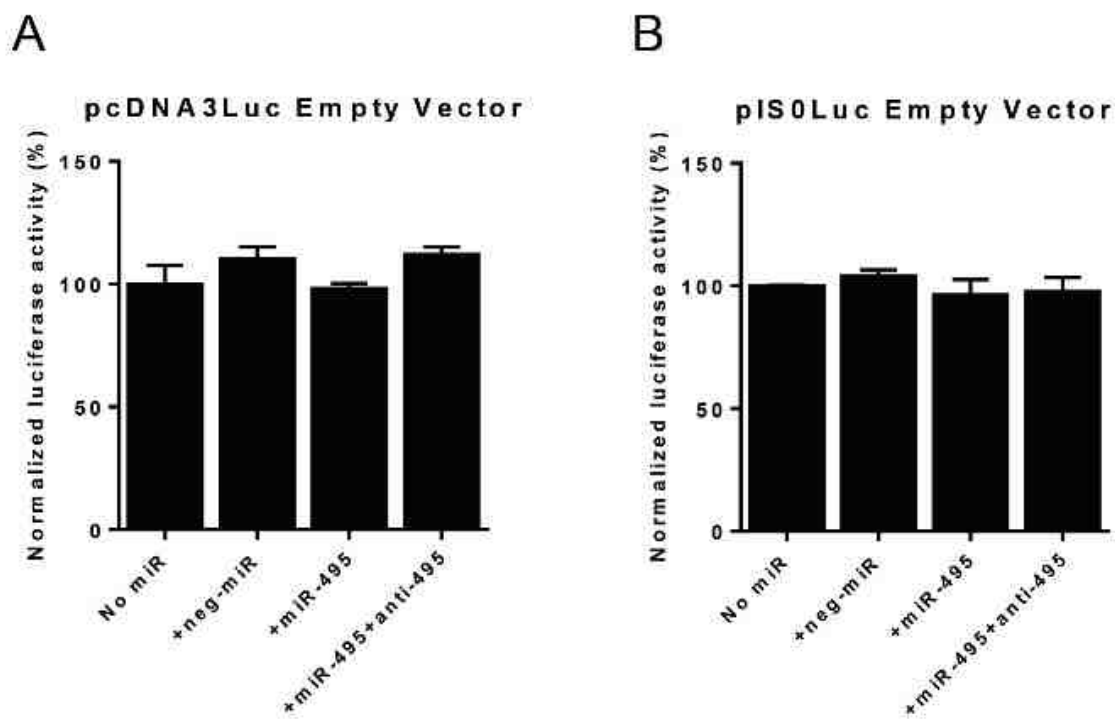 A
pcDNA3Luc Empty Vector
Normalized luciferase activity (%)
150
100
50
0
No miR
+neg-miR
+miR-495
+miR-495+anti-495
B
pIS0Luc Empty Vector
Normalized luciferase activity (%)
150
100
50
0
No miR
+neg-miR
+miR-495
+miR-495+anti-495